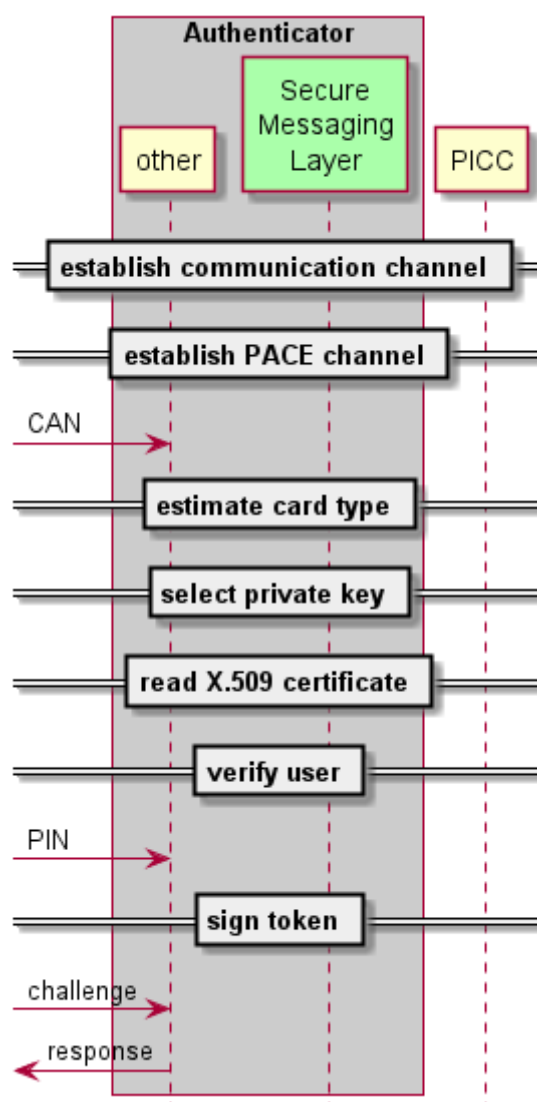 Authenticator
other
Secure
Messaging
Layer
PICC
establish communication channel
establish PACE channel
CAN
estimate card type
select private key
read X.509 certificate
verify user
PIN
sign token
challenge
response